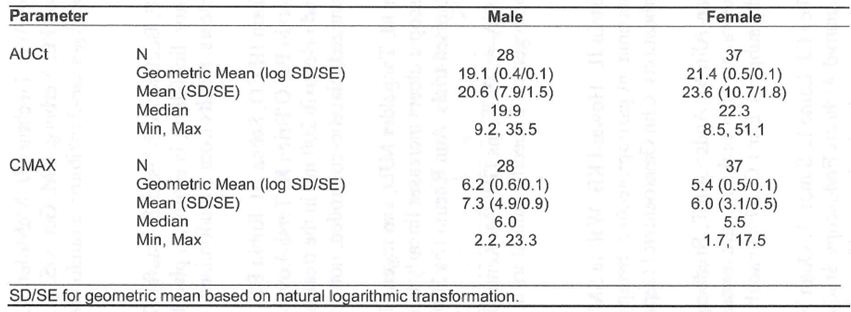 Parameter Male Female
AUCt N 28 37
Geometric Mean (log SD/SE) 19.1 (0.4/0.1) 21.4 (0.5/0.1)
Mean (SD/SE) 20.6 (7.9/1.5) 23.6 (10.7/1.8)
Median 19.9 22.3
Min, Max 9.2, 35.5 8.5, 51.1
CMAX N 28 37
Geometric Mean (log SD/SE) 6.2 (0.6/0.1) 5.4 (0.5/0.1)
Mean (SD/SE) 7.3 (4.9/0.9) 6.0 (3.1/0.5)
Median 6.0 5.5
Min, Max 2.2, 23.3 1.7, 17.5
SD/SE for geometric mean based on natural logarithmic transformation.